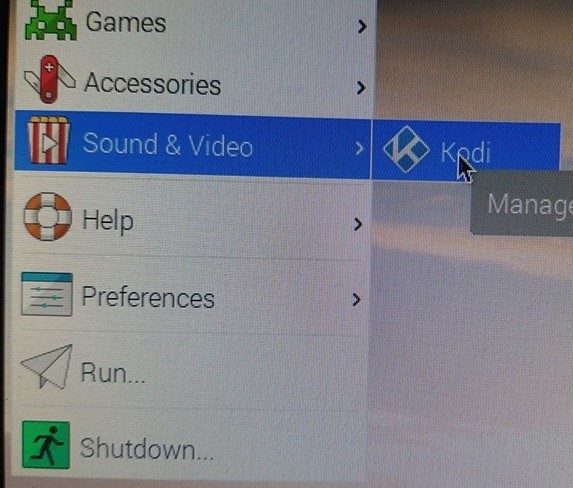 Games
Accessories
Sound & Video
Kodi
Manage
Help
Preferences
Run...
Shutdown...